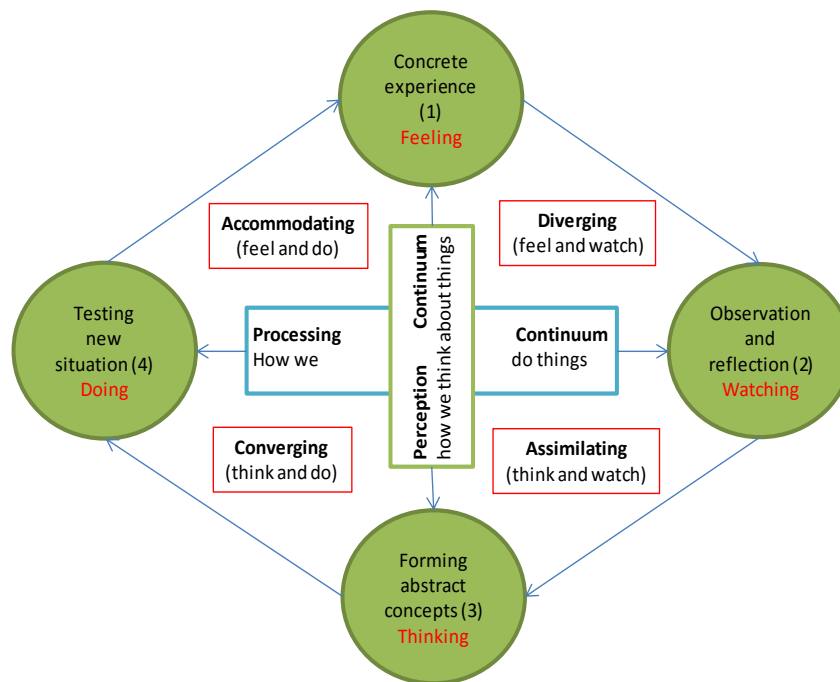 Concrete
experience
(1)
Feeling
Accommodating
(feel and do)
Diverging
(feel and watch)
Testing
new
situation (4)
Doing
Processing
How we
Perception Continuum
how we think about things
Continuum
do things
Observation
and
reflection (2)
Watching
Converging
(think and do)
Assimilating
(think and watch)
Forming
abstract
concepts (3)
Thinking